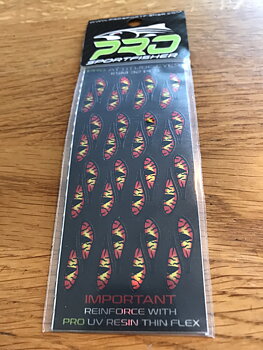 PRO
SPORTFISHER
IMPORTANT
REINFORCE WITH
PRO UV RESIN THIN FLEX